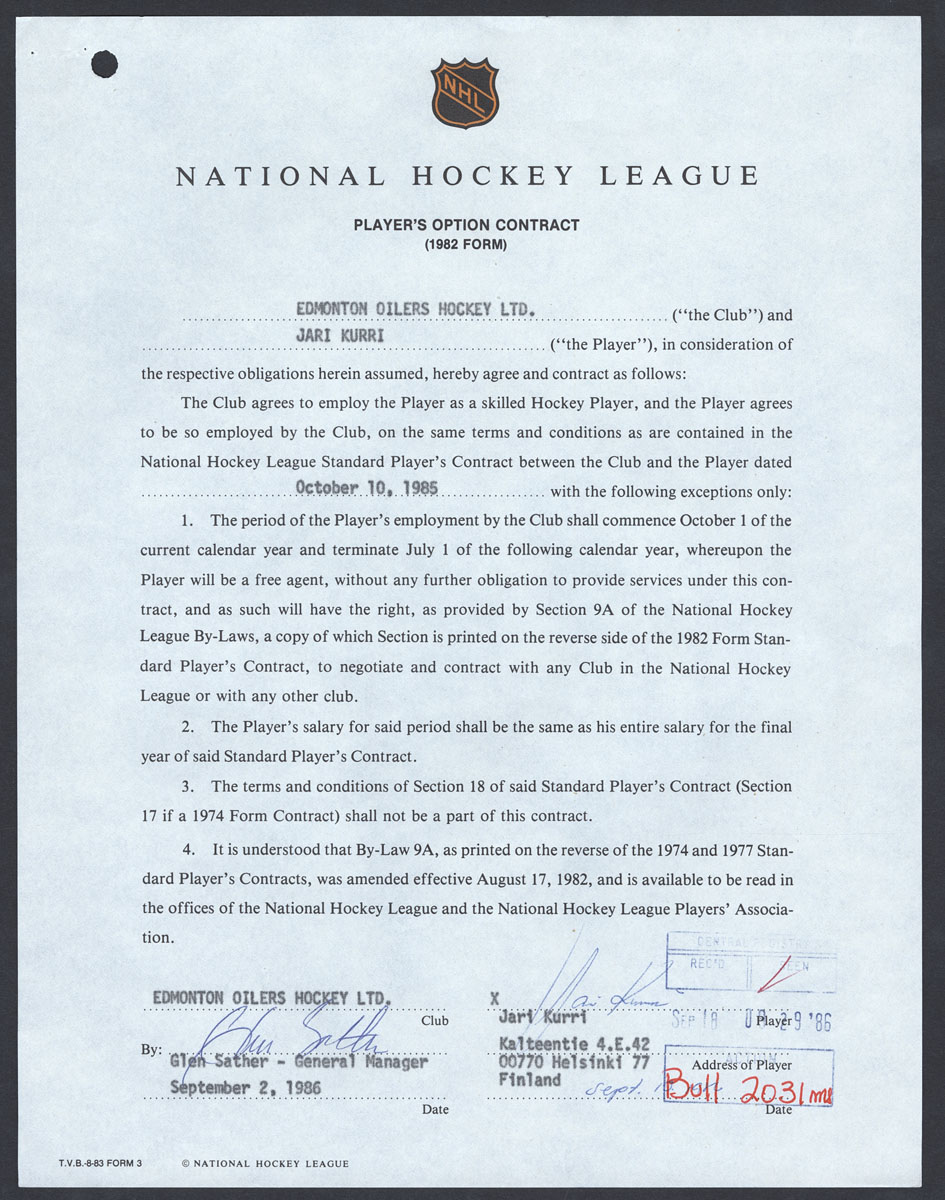 NHL
NATIONAL HOCKEY LEAGUE
PLAYER'S OPTION CONTRACT
(1982 FORM)
EDMONTON OILERS HOCKEY LTD. (“the Club”) and
JARI KURRI (“the Player”), in consideration of
the respective obligations herein assumed, hereby agree and contract as follows:
The Club agrees to employ the Player as a skilled Hockey Player, and the Player agrees
to be so employed by the Club, on the same terms and conditions as are contained in the
National Hockey League Standard Player's Contract between the Club and the Player dated
October 10, 1985 with the following exceptions only:
1. The period of the Player's employment by the Club shall commence October 1 of the
current calendar year and terminate July 1 of the following calendar year, whereupon the
Player will be a free agent, without any further obligation to provide services under this con-
tract, and as such will have the right, as provided by Section 9A of the National Hockey
League By-Laws, a copy of which Section is printed on the reverse side of the 1982 Form Stan-
dard Player's Contract, to negotiate and contract with any Club in the National Hockey
League or with any other club.
2. The Player's salary for said period shall be the same as his entire salary for the final
year of said Standard Player's Contract.
3. The terms and conditions of Section 18 of said Standard Player's Contract (Section
17 if a 1974 Form Contract) shall not be a part of this contract.
4. It is understood that By-Law 9A, as printed on the reverse of the 1974 and 1977 Stan-
dard Player's Contracts, was amended effective August 17, 1982, and is available to be read in
the offices of the National Hockey League and the National Hockey League Players' Associa-
tion.
CENTRAL REGISTRY
REC'D
EDMONTON OILERS HOCKEY LTD. X Jari Kurri
Club Jari Kurri SEP 18 Player 29 '86
By: Glen Sather Kalteentie 4.E.42
Glen Sather - General Manager 00770 Helsinki 77 Address of Player
September 2, 1986 Finland Sept. Bull 2031
Date Date
T.V.B.-8-83 FORM 3 © NATIONAL HOCKEY LEAGUE